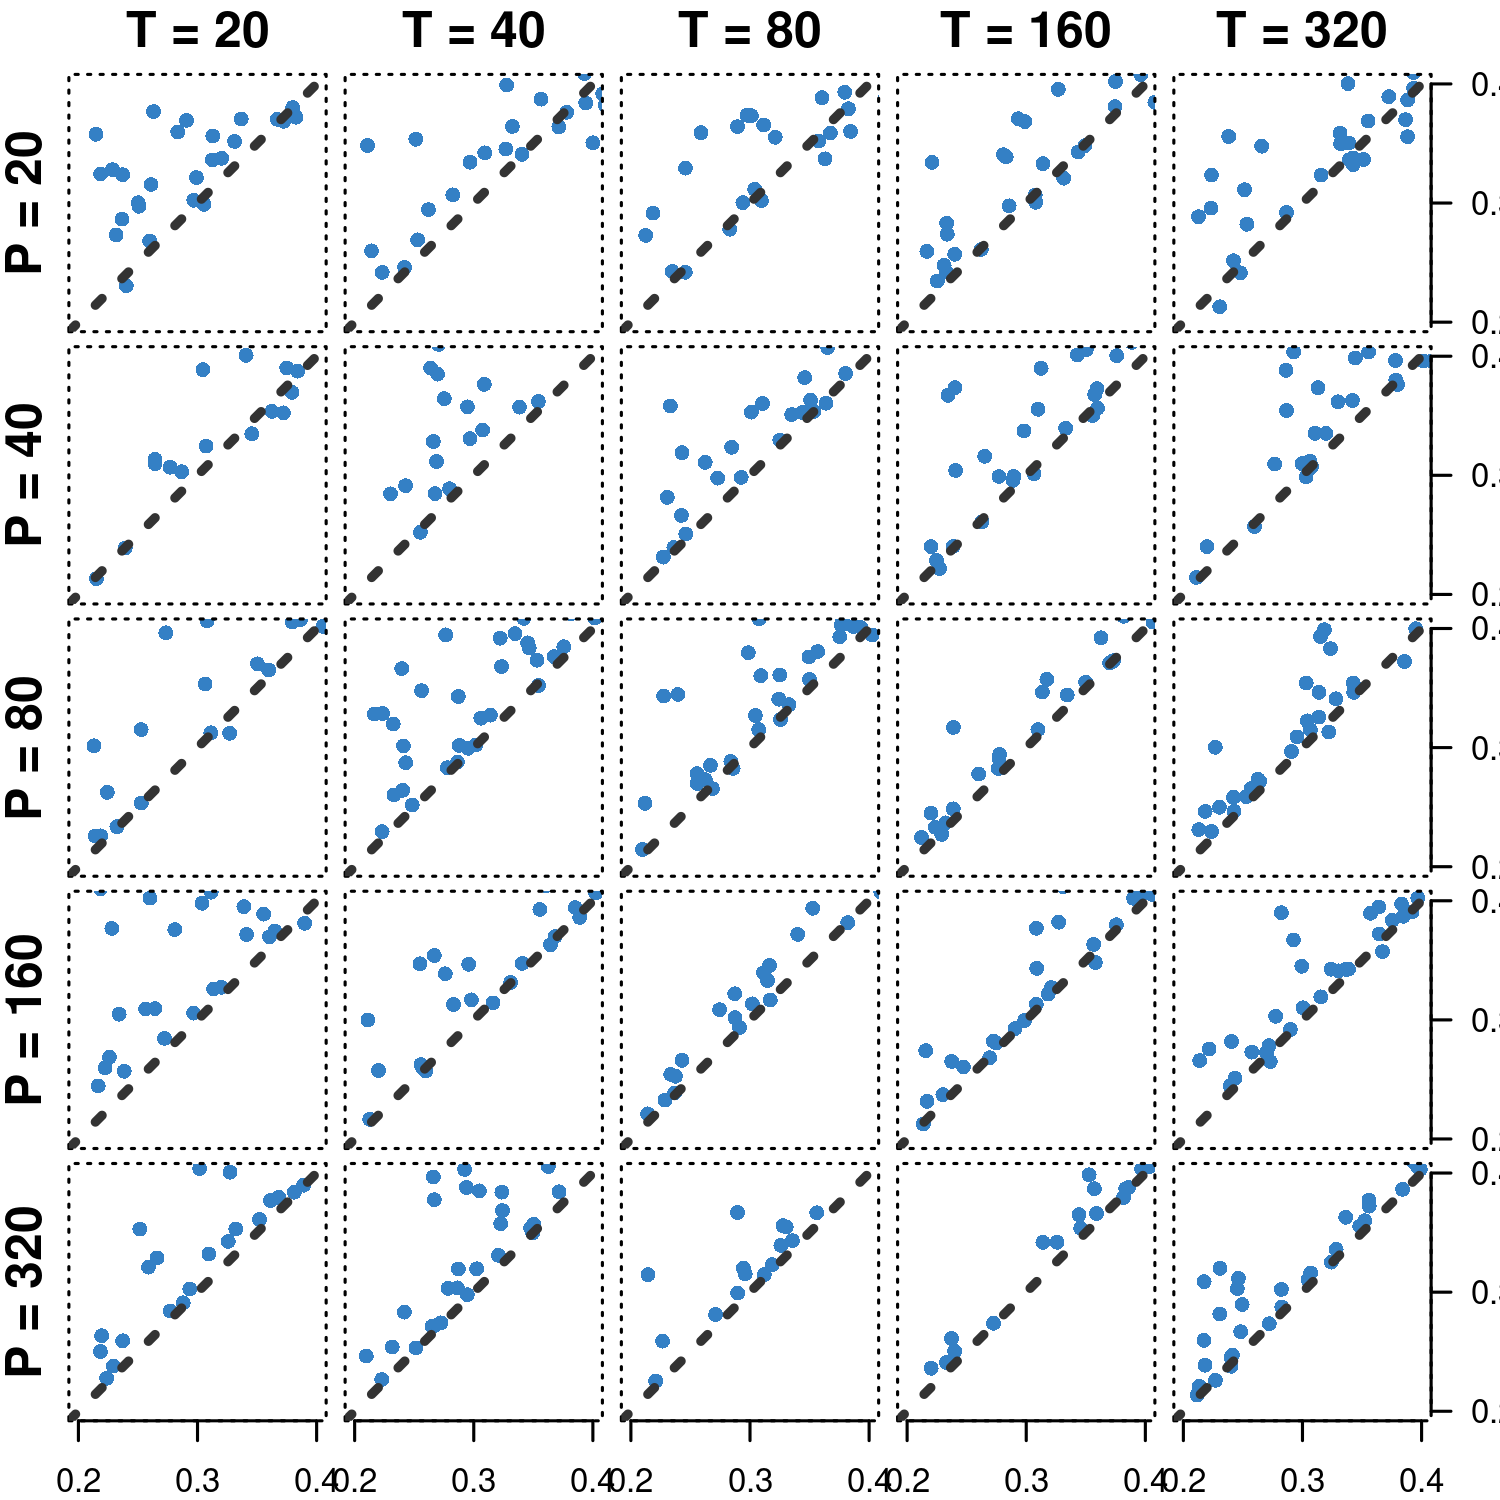 T = 20 T = 40 T = 80 T = 160 T = 320
P = 20
P = 40
P = 80
P = 160
P = 320
0.2 0.3 0.4 0.2 0.3 0.4 0.2 0.3 0.4 0.2 0.3 0.4 0.2 0.3 0.4